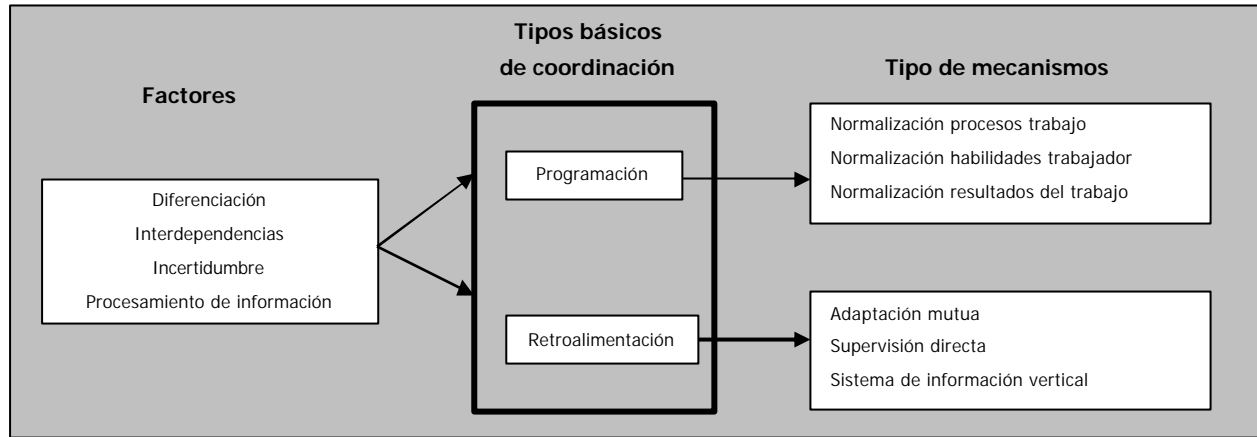 Factores
Diferenciación
Interdependencias
Incertidumbre
Procesamiento de información
Tipos básicos
de coordinación
Programación
Retroalimentación
Tipo de mecanismos
Normalización procesos trabajo
Normalización habilidades trabajador
Normalización resultados del trabajo
Adaptación mutua
Supervisión directa
Sistema de información vertical